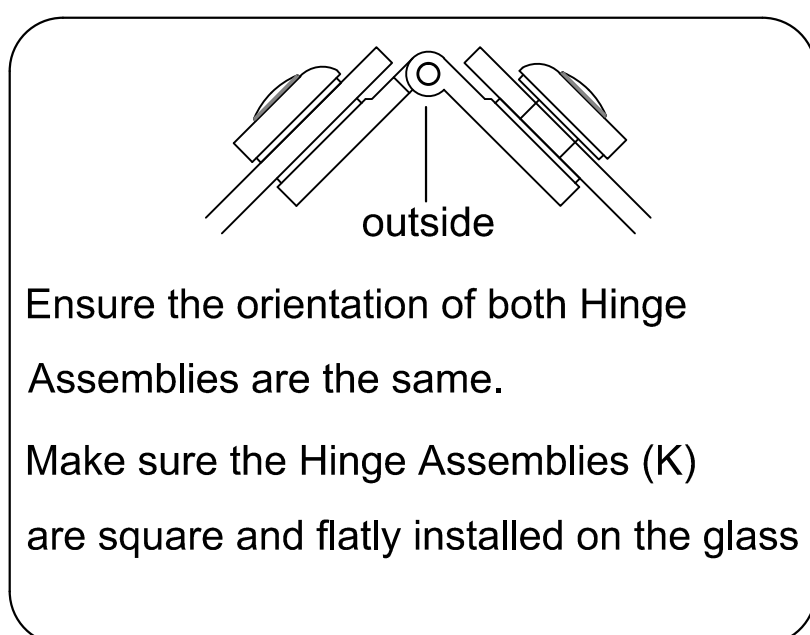 outside
Ensure the orientation of both Hinge
Assemblies are the same.
Make sure the Hinge Assemblies (K)
are square and flatly installed on the glass